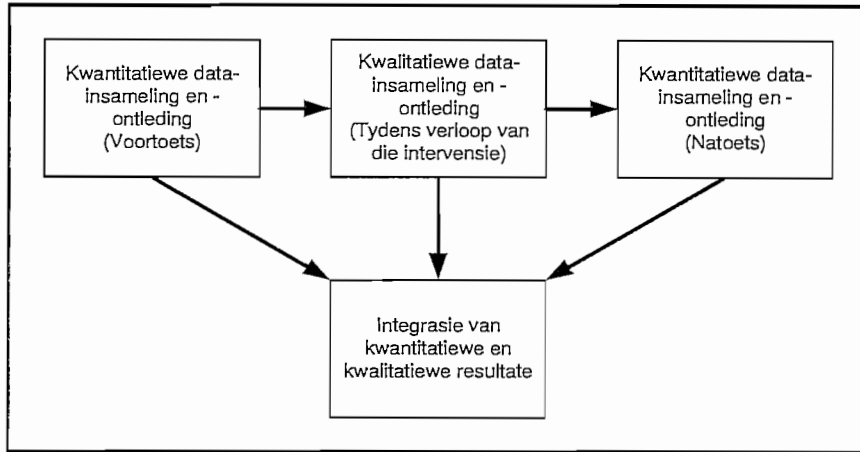 Kwantitatiewe data-
insameling en -
ontleding
(Voortoets)
Kwalitatiewe data-
insameling en -
ontleding
(Tydens verloop van
die intervensie)
Kwantitatiewe data-
insameling en -
ontleding
(Natoets)
Integrasie van
kwantitatiewe en
kwalitatiewe resultate